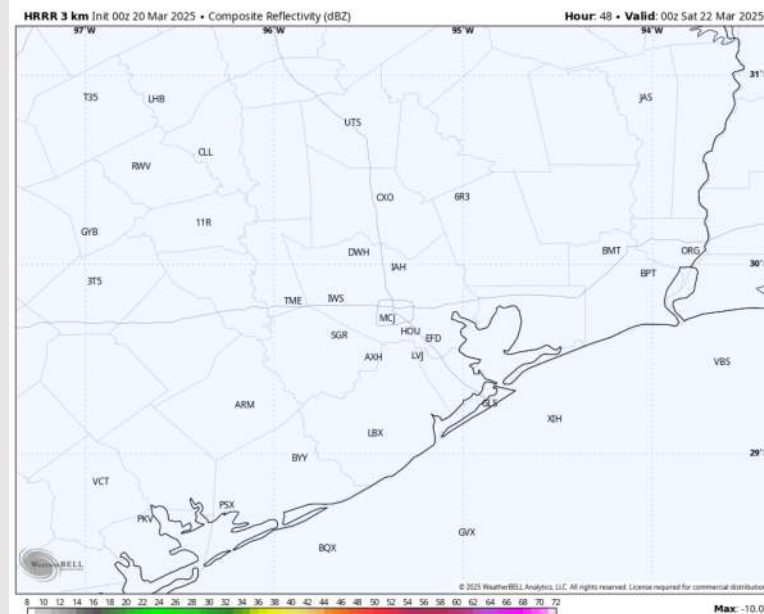 HRRR 3 km Init 00z 20 Mar 2025 • Composite Reflectivity (dBZ) Hour: 48 • Valid: 00z Sat 22 Mar 2025
97°W 96°W 95°W 94°W
31°
T35 LHB JAS
UTS
CLL
RWV
CXO 6R3
11R
GYB
DWH BMT ORG
IAH 30°
BPT
3T5
TME IWS
MCJ
SGR HOU EFD
AXH LVJ VBS
ARM GLS
XIH
LBX
BYY 29°
VCT
PSX
PKV
GVX
BQX
WeatherBELL
© 2025 WeatherBELL Analytics, LLC. All rights reserved. License required for commercial distribution
8 10 12 14 16 18 20 22 24 26 28 30 32 34 36 38 40 42 44 46 48 50 52 54 56 58 60 62 64 66 68 70 72
Max: -10.0